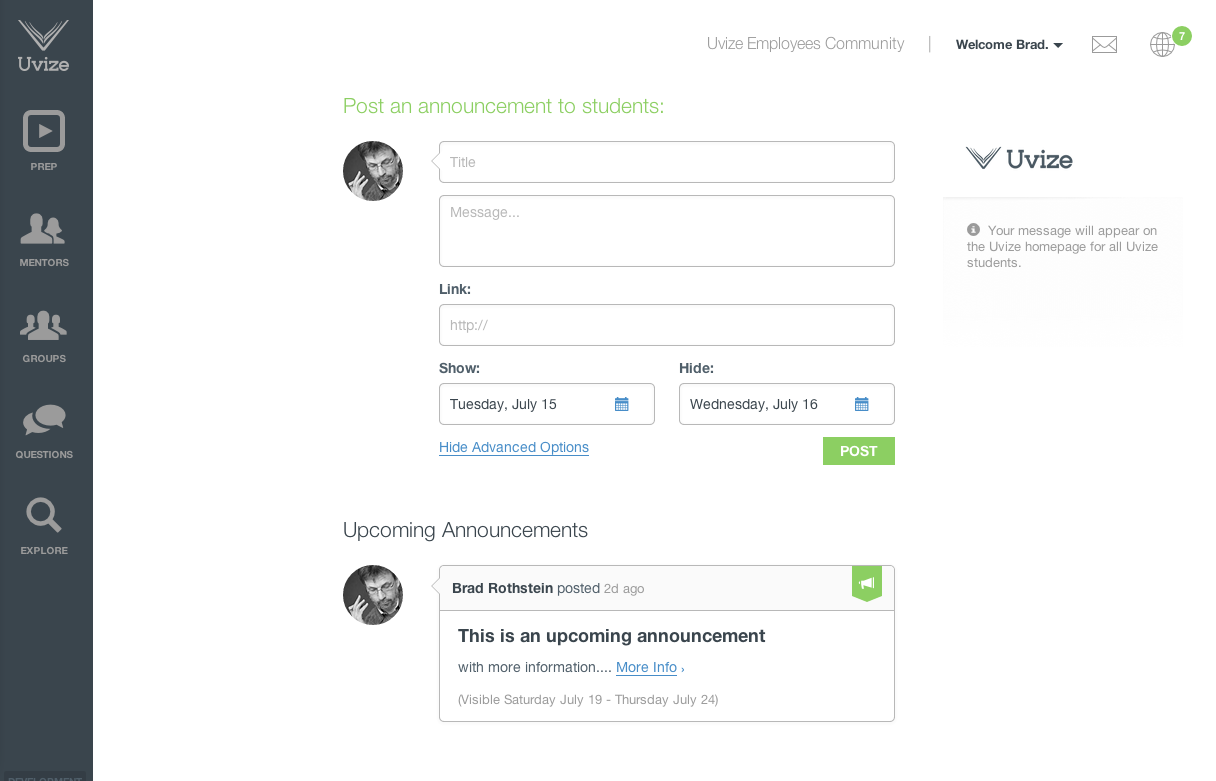 Uvize
PREP
MENTORS
GROUPS
QUESTIONS
EXPLORE
DEVELOPMENT
Uvize Employees Community | Welcome Brad. 7
Post an announcement to students:
Title
Message...
Link:
http://
Show: Hide:
Tuesday, July 15 Wednesday, July 16
Hide Advanced Options POST
Uvize
Your message will appear on
the Uvize homepage for all Uvize
students.
Upcoming Announcements
Brad Rothstein posted 2d ago
This is an upcoming announcement
with more information.... More Info ›
(Visible Saturday July 19 - Thursday July 24)